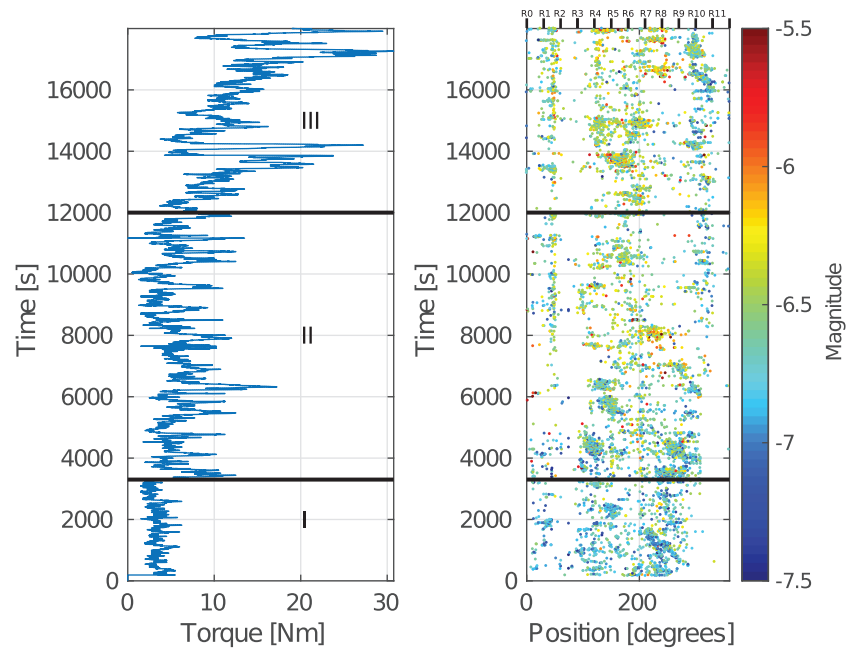 R0 R1 R2 R3 R4 R5 R6 R7 R8 R9 R10 R11
Time [s]
16000
14000
12000
10000
8000
6000
4000
2000
0
III
II
I
0 10 20 30
Torque [Nm]
Time [s]
16000
14000
12000
10000
8000
6000
4000
2000
0
0 200
Position [degrees]
-5.5
-6
-6.5
-7
-7.5
Magnitude